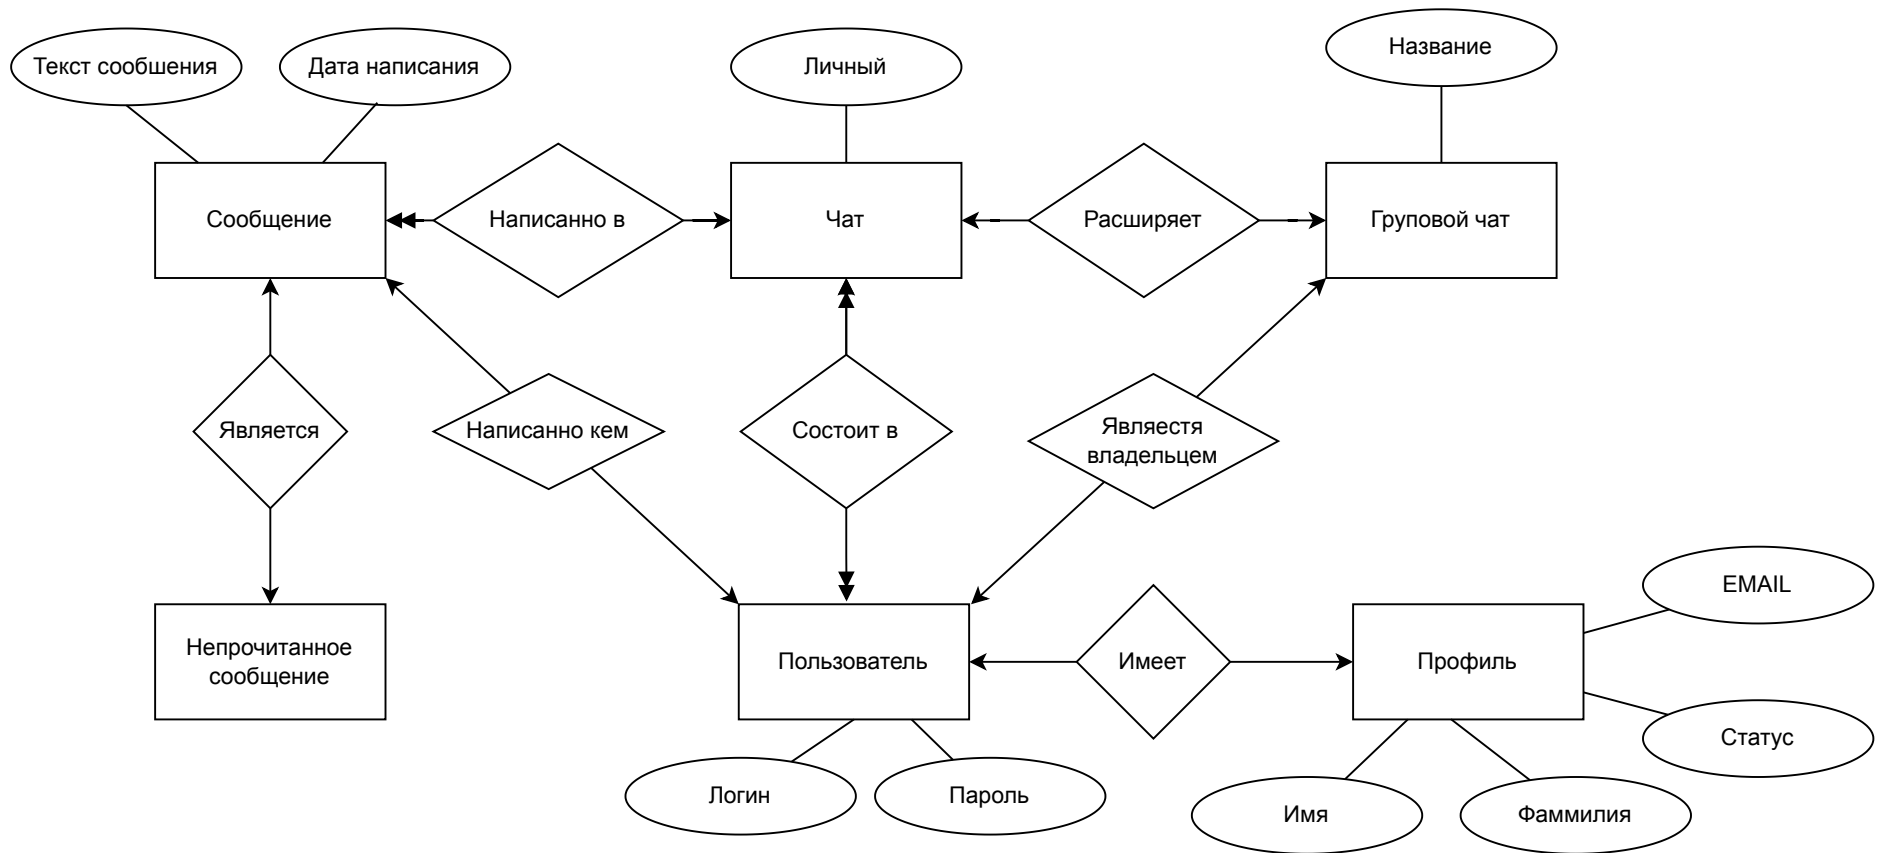 Текст сообшения
Дата написания
Личный
Название
Сообщение
Написанно в
Чат
Расширяет
Груповой чат
Является
Написанно кем
Состоит в
Являестя
владельцем
Непрочитанное
сообщение
Пользователь
Имеет
Профиль
EMAIL
Статус
Логин
Пароль
Имя
Фаммилия